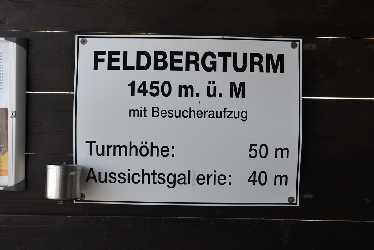 FELDBERGTURM
1450 m. ü. M
mit Besucheraufzug
Turmhöhe: 50 m
Aussichtsgal erie: 40 m